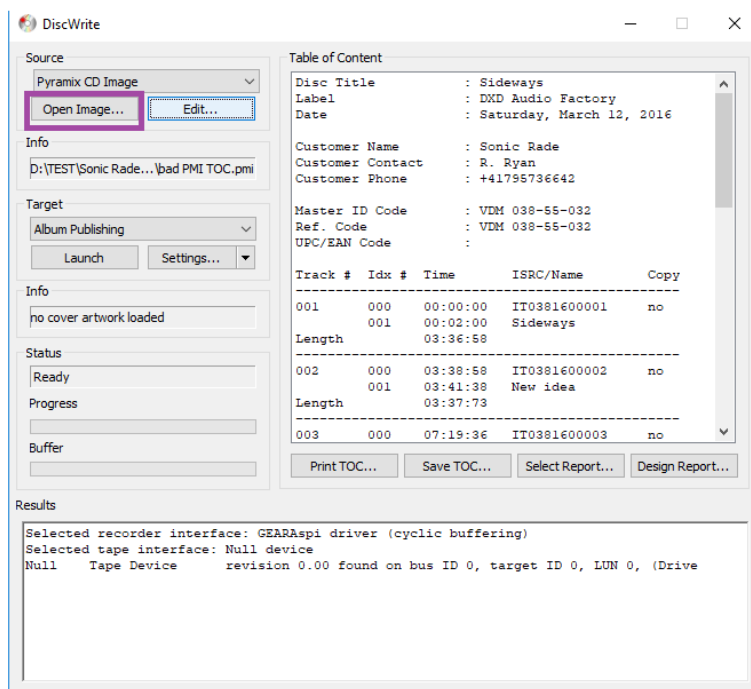 DiscWrite
Source
Pyramix CD Image
Open Image... Edit...
Info
D:\TEST\Sonic Rade...\bad PMI TOC.pmi
Target
Album Publishing
Launch Settings...
Info
no cover artwork loaded
Status
Ready
Progress
Buffer
Table of Content
Disc Title : Sideways
Label : DXD Audio Factory
Date : Saturday, March 12, 2016
Customer Name : Sonic Rade
Customer Contact : R. Ryan
Customer Phone : +41795736642
Master ID Code : VDM 038-55-032
Ref. Code : VDM 038-55-032
UPC/EAN Code :
Track # Idx # Time ISRC/Name Copy
001 000 00:00:00 IT0381600001 no
001 00:02:00 Sideways
Length 03:36:58
002 000 03:38:58 IT0381600002 no
001 03:41:38 New idea
Length 03:37:73
003 000 07:19:36 IT0381600003 no
Print TOC... Save TOC... Select Report... Design Report...
Results
Selected recorder interface: GEARAspi driver (cyclic buffering)
Selected tape interface: Null device
Null Tape Device revision 0.00 found on bus ID 0, target ID 0, LUN 0, (Drive